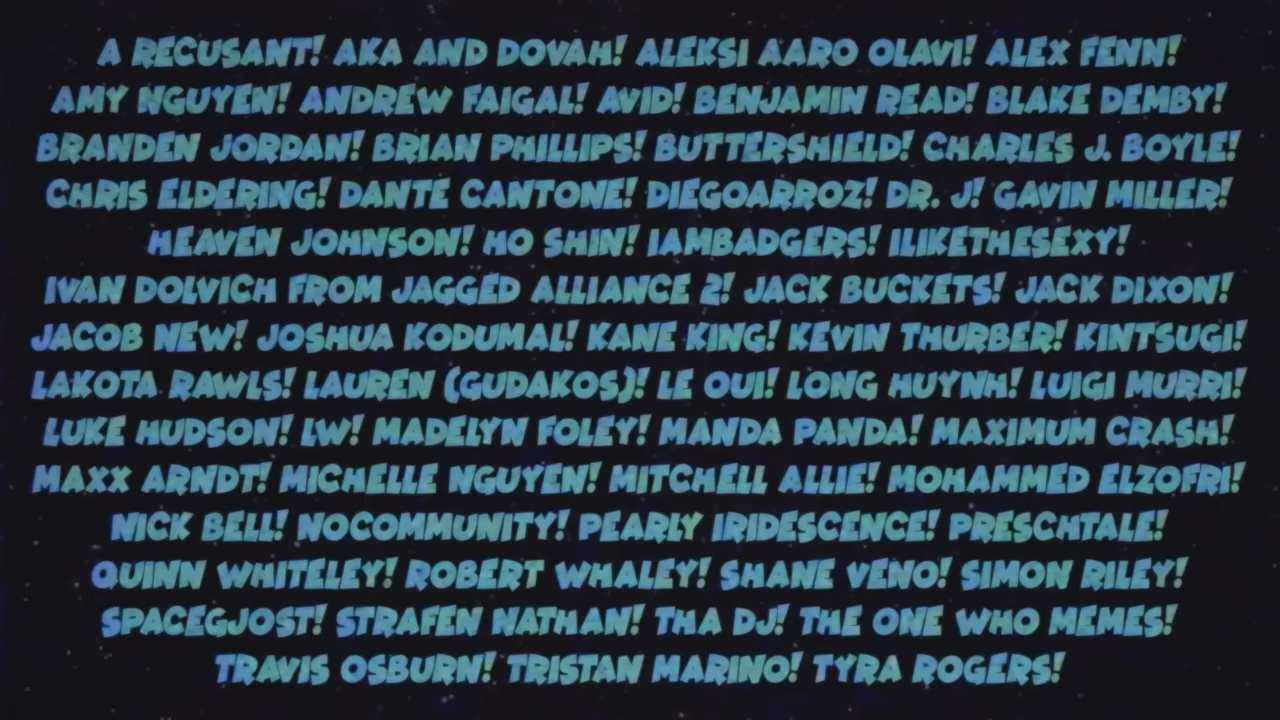 A RECUSANT! AKA AND DOVAH! ALEKSI AARO OLAVI! ALEX FENN!
AMY NGUYEN! ANDREW FAIGAL! AVID! BENJAMIN READ! BLAKE DEMBY!
BRANDEN JORDAN! BRIAN PHILLIPS! BUTTERSHIELD! CHARLES J. BOYLE!
CHRIS ELDERING! DANTE CANTONE! DIEGOARROZ! DR. J! GAVIN MILLER!
HEAVEN JOHNSON! HO SHIN! IAMBADGERS! ILIKETHESEXY!
IVAN DOLVICH FROM JAGGED ALLIANCE 2! JACK BUCKETS! JACK DIXON!
JACOB NEW! JOSHUA KODUMAL! KANE KING! KEVIN THURBER! KINTSUGI!
LAKOTA RAWLS! LAUREN (GUDAKOS)! LE OUI! LONG HUYNH! LUIGI MURRI!
LUKE HUDSON! LW! MADELYN FOLEY! MANDA PANDA! MAXIMUM CRASH!
MAXX ARNDT! MICHELLE NGUYEN! MITCHELL ALLIE! MOHAMMED ELZOFRI!
NICK BELL! NOCOMMUNITY! PEARLY IRIDESCENCE! PRESCHTALE!
QUINN WHITELEY! ROBERT WHALEY! SHANE VENO! SIMON RILEY!
SPACEGJOST! STRAFEN NATHAN! THA DJ! THE ONE WHO MEMES!
TRAVIS OSBURN! TRISTAN MARINO! TYRA ROGERS!